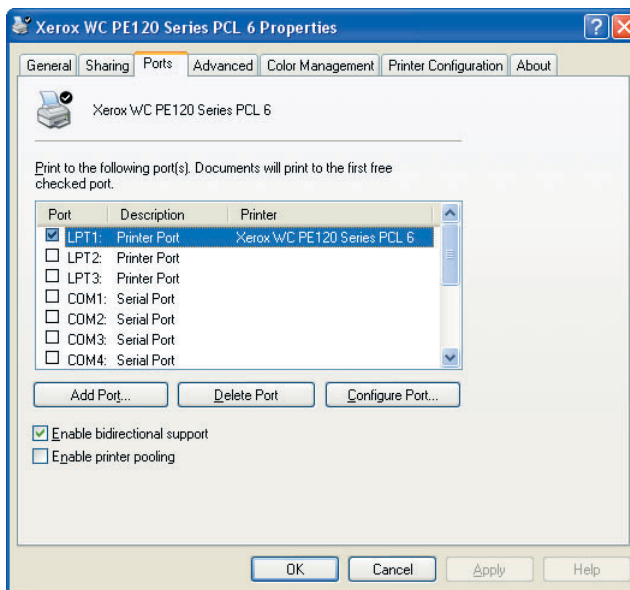 Xerox WC PE120 Series PCL 6 Properties
General Sharing Ports Advanced Color Management Printer Configuration About
Xerox WC PE120 Series PCL 6
Print to the following port(s). Documents will print to the first free
checked port.
Port Description Printer
LPT1: Printer Port Xerox WC PE120 Series PCL 6
LPT2: Printer Port
LPT3: Printer Port
COM1: Serial Port
COM2: Serial Port
COM3: Serial Port
COM4: Serial Port
Add Port... Delete Port Configure Port...
Enable bidirectional support
Enable printer pooling
OK Cancel Apply Help